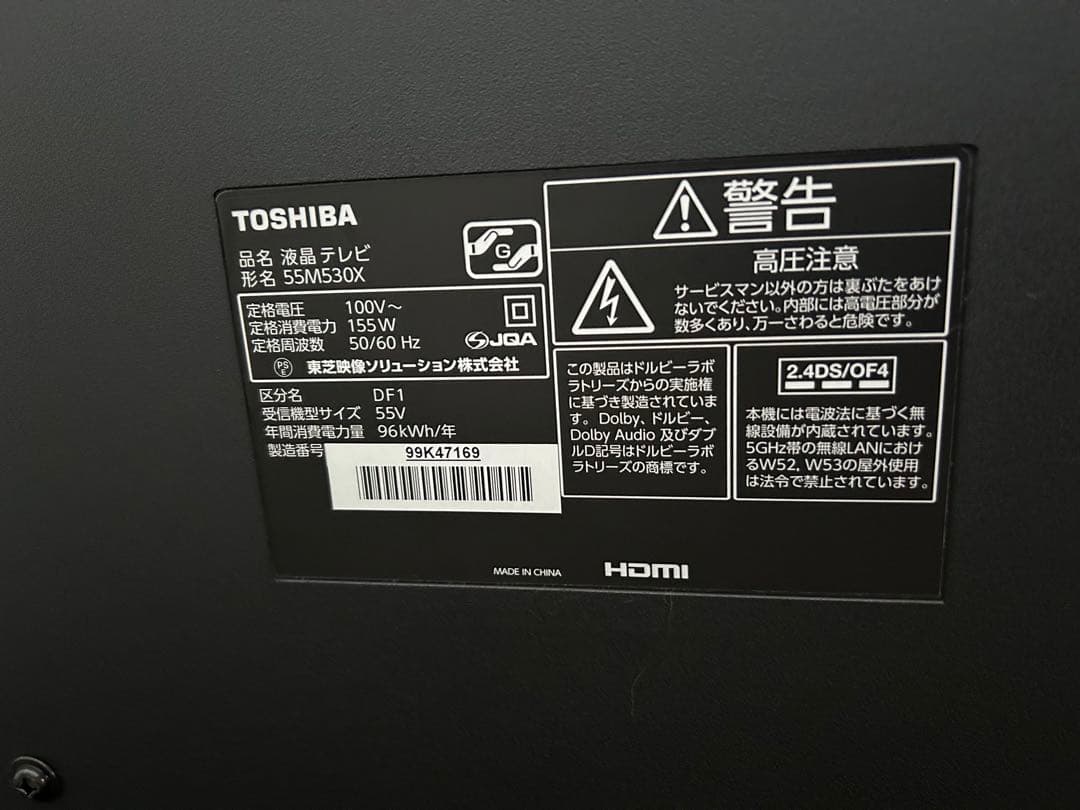 TOSHIBA
品名 液晶テレビ
形名 55M530X
G
定格電圧 100V～
定格消費電力 155W
定格周波数 50/60 Hz
JQA
PSE 東芝映像ソリューション株式会社
区分名 DF1
受信機型サイズ 55V
年間消費電力量 96kWh/年
製造番号 99K47169
警告
高圧注意
サービスマン以外の方は裏ぶたをあけ
ないでください。内部には高電圧部分が
数多くあり、万一さわると危険です。
この製品はドルビーラボ
ラトリーズからの実施権
に基づき製造されていま
す。Dolby、ドルビー、
Dolby Audio 及びダブ
ルD記号はドルビーラボ
ラトリーズの商標です。
2.4DS/OF4
本機には電波法に基づく無
線設備が内蔵されています。
5GHz帯の無線LANにおけ
るW52, W53の屋外使用
は法令で禁止されています。
MADE IN CHINA
HDMI